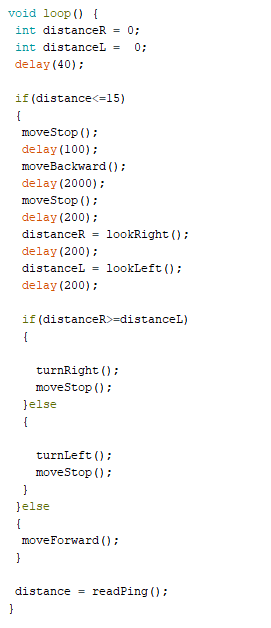 void loop() {
 int distanceR = 0;
 int distanceL =  0;
 delay(40);

 if(distance<=15)
 {
  moveStop();
  delay(100);
  moveBackward();
  delay(2000);
  moveStop();
  delay(200);
  distanceR = lookRight();
  delay(200);
  distanceL = lookLeft();
  delay(200);

  if(distanceR>=distanceL)
  {

    turnRight();
    moveStop();
  }else
  {

    turnLeft();
    moveStop();
  }
 }else
 {
  moveForward();
 }

 distance = readPing();
}